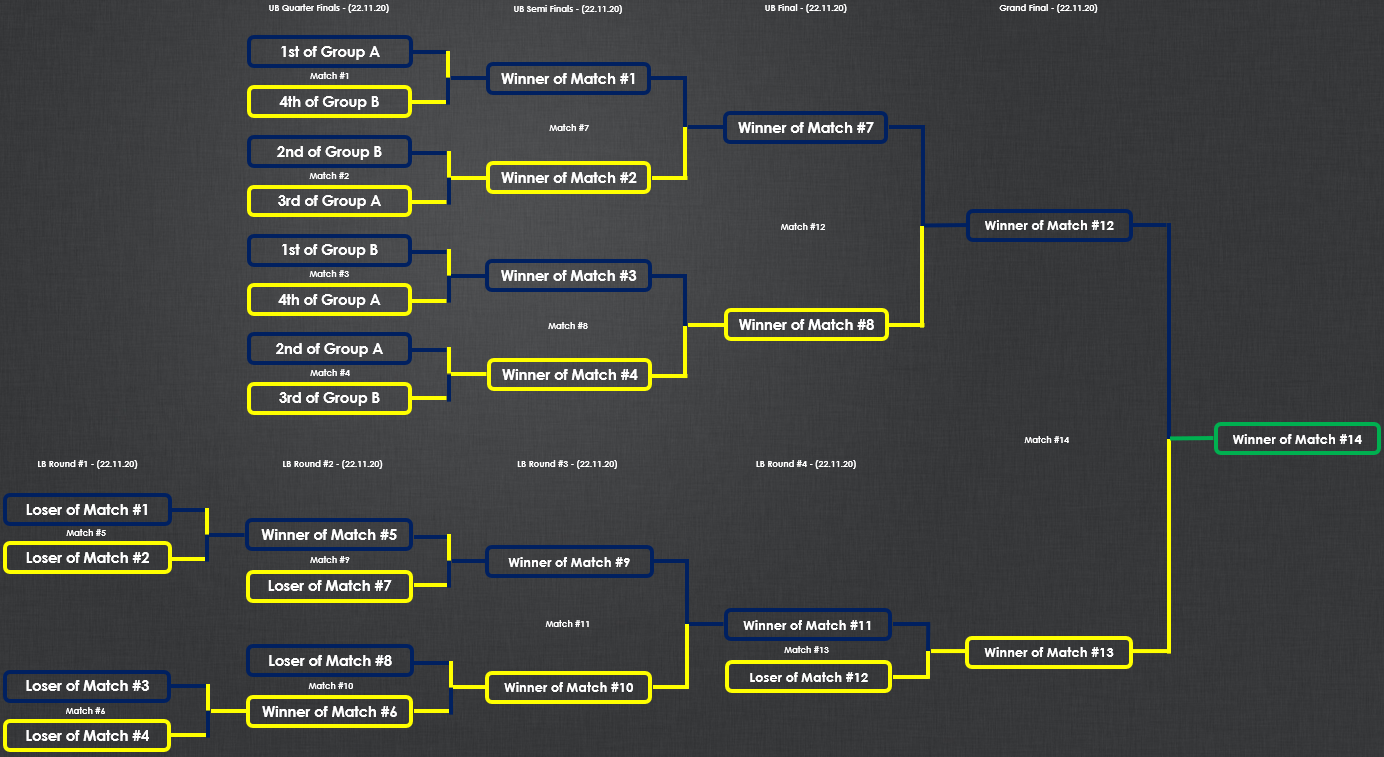 UB Quarter Finals - (22.11.20)
UB Semi Finals - (22.11.20)
UB Final - (22.11.20)
Grand Final - (22.11.20)
1st of Group A
Match #1
4th of Group B
2nd of Group B
Match #2
3rd of Group A
1st of Group B
Match #3
4th of Group A
2nd of Group A
Match #4
3rd of Group B
Winner of Match #1
Match #7
Winner of Match #2
Winner of Match #3
Match #8
Winner of Match #4
Winner of Match #7
Match #12
Winner of Match #8
Winner of Match #12
Match #14
Winner of Match #14
LB Round #1 - (22.11.20)
LB Round #2 - (22.11.20)
LB Round #3 - (22.11.20)
LB Round #4 - (22.11.20)
Loser of Match #1
Match #5
Loser of Match #2
Loser of Match #3
Match #6
Loser of Match #4
Winner of Match #5
Match #9
Loser of Match #7
Loser of Match #8
Match #10
Winner of Match #6
Winner of Match #9
Match #11
Winner of Match #10
Winner of Match #11
Match #13
Loser of Match #12
Winner of Match #13